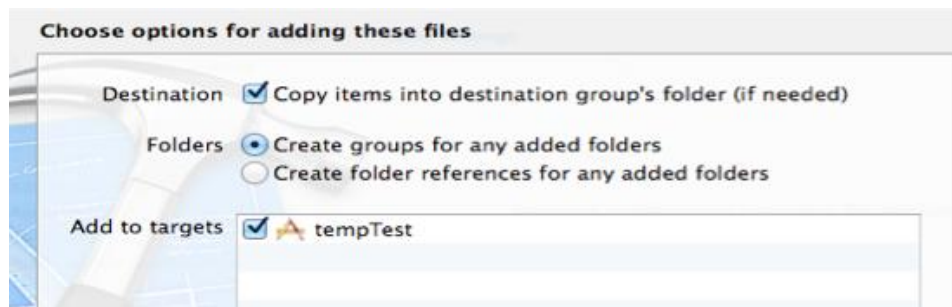 Choose options for adding these files
Destination Copy items into destination group's folder (if needed)
Folders Create groups for any added folders
Create folder references for any added folders
Add to targets tempTest